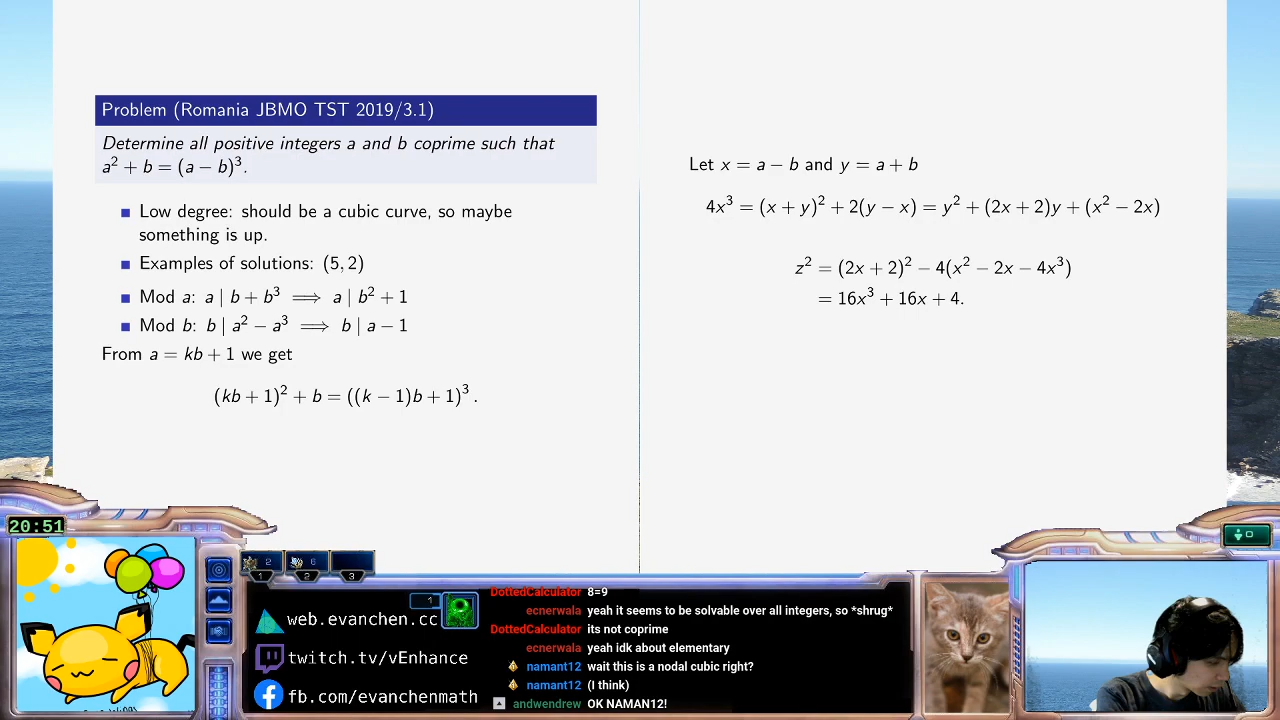 Problem (Romania JBMO TST 2019/3.1)
Determine all positive integers a and b coprime such that
a² + b = (a − b)³.
Low degree: should be a cubic curve, so maybe
something is up.
Examples of solutions: (5, 2)
Mod a: a | b + b³ ⟹ a | b² + 1
Mod b: b | a² − a³ ⟹ b | a − 1
From a = kb + 1 we get
(kb + 1)² + b = ((k − 1)b + 1)³.
Let x = a − b and y = a + b
4x³ = (x + y)² + 2(y − x) = y² + (2x + 2)y + (x² − 2x)
z² = (2x + 2)² − 4(x² − 2x − 4x³)
= 16x³ + 16x + 4.
20:51
2
6
1
2
3
1
web.evanchen.cc
twitch.tv/vEnhance
fb.com/evanchenmath
DottedCalculator 8=9
ecnerwala yeah it seems to be solvable over all integers, so *shrug*
DottedCalculator its not coprime
ecnerwala yeah idk about elementary
namant12 wait this is a nodal cubic right?
namant12 (I think)
andwendrew OK NAMAN12!